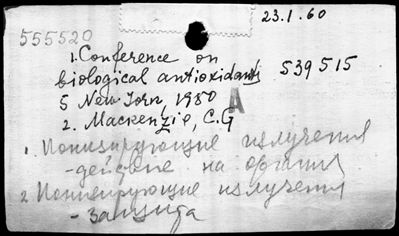 23.1.60
555520
1. Conference on
biological antioxidants 539515
5 New Iorn, 1950 A
2. Mackenzie, C.G
1. Ионизирующие излучения
- действие на организм
2 Ионизирующие излучения
- защита